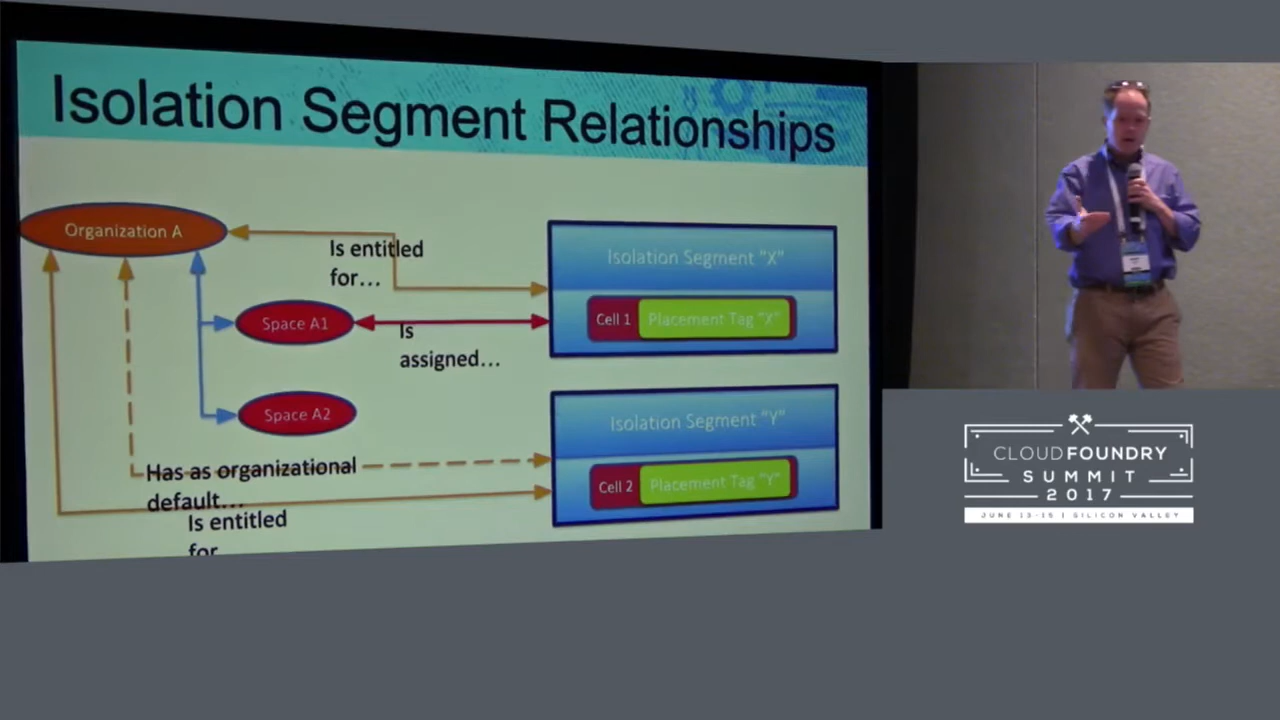 Isolation Segment Relationships
Organization A
Is entitled
for...
Isolation Segment "X"
Cell 1
Placement Tag "X"
Space A1
Is
assigned...
Space A2
Isolation Segment "Y"
Cell 2
Placement Tag "Y"
Has as organizational
default...
Is entitled
for
CLOUD FOUNDRY
SUMMIT
2017
JUNE 13-15 | SILICON VALLEY